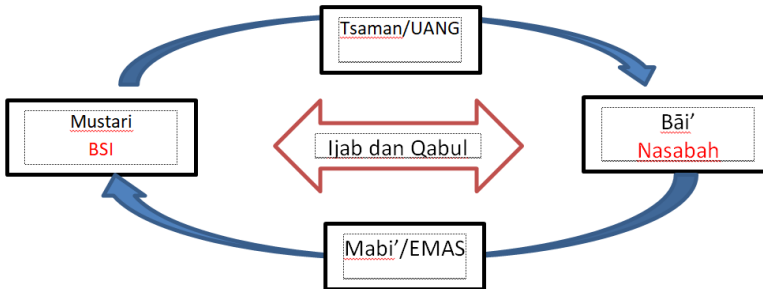 Tsaman/UANG
Mustari
BSI
Ijab dan Qabul
Bāi’
Nasabah
Mabi’/EMAS